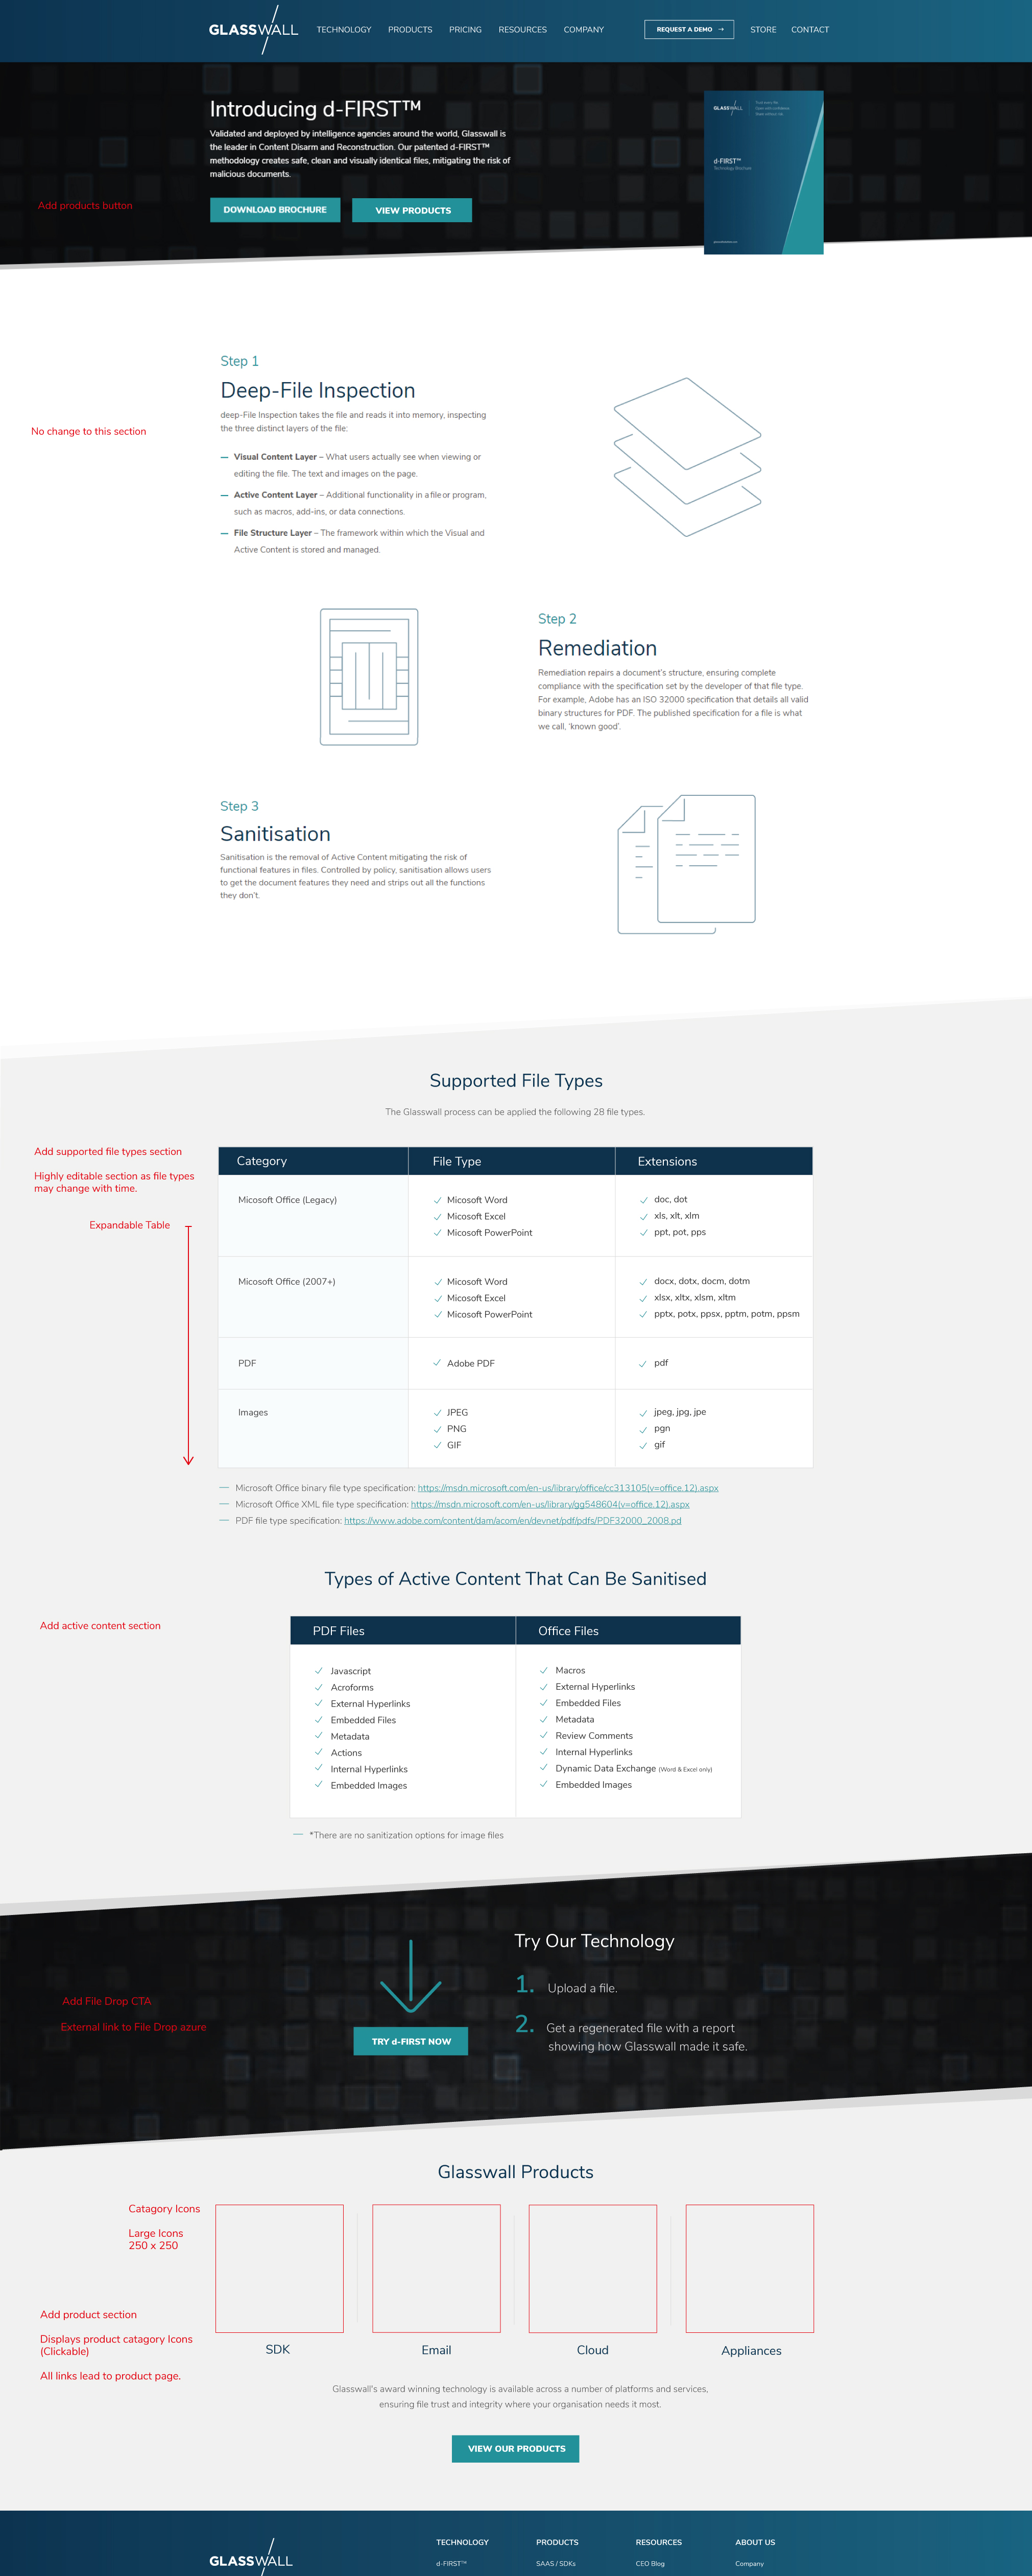 GLASSWALL
TECHNOLOGY PRODUCTS PRICING RESOURCES COMPANY
REQUEST A DEMO →
STORE CONTACT
Introducing d-FIRST™
Validated and deployed by intelligence agencies around the world, Glasswall is
the leader in Content Disarm and Reconstruction. Our patented d-FIRST™
methodology creates safe, clean and visually identical files, mitigating the risk of
malicious documents.
Add products button
DOWNLOAD BROCHURE
VIEW PRODUCTS
GLASSWALL
d-FIRST™
Technology Brochure
Step 1
Deep-File Inspection
deep-File Inspection takes the file and reads it into memory, inspecting
the three distinct layers of the file:
No change to this section
— Visual Content Layer – What users actually see when viewing or
editing the file. The text and images on the page.
— Active Content Layer – Additional functionality in a file or program,
such as macros, add-ins, or data connections.
— File Structure Layer – The framework within which the Visual and
Active Content is stored and managed.
Step 2
Remediation
Remediation repairs a document's structure, ensuring complete
compliance with the specification set by the developer of that file type.
For example, Adobe has an ISO 32000 specification that details all valid
binary structures for PDF. The published specification for a file is what
we call, 'known good'.
Step 3
Sanitisation
Sanitisation is the removal of Active Content mitigating the risk of
functional features in files. Controlled by policy, sanitisation allows users
to get the document features they need and strips out all the functions
they don't.
Supported File Types
The Glasswall process can be applied the following 28 file types.
Add supported file types section
Highly editable section as file types
may change with time.
Expandable Table
Category File Type Extensions
Micosoft Office (Legacy)
Micosoft Word
Micosoft Excel
Micosoft PowerPoint
doc, dot
xls, xlt, xlm
ppt, pot, pps
Micosoft Office (2007+)
Micosoft Word
Micosoft Excel
Micosoft PowerPoint
docx, dotx, docm, dotm
xlsx, xltx, xlsm, xltm
pptx, potx, ppsx, pptm, potm, ppsm
PDF
Adobe PDF
pdf
Images
JPEG
PNG
GIF
jpeg, jpg, jpe
pgn
gif
— Microsoft Office binary file type specification: https://msdn.microsoft.com/en-us/library/office/cc313105(v=office.12).aspx
— Microsoft Office XML file type specification: https://msdn.microsoft.com/en-us/library/gg548604(v=office.12).aspx
— PDF file type specification: https://www.adobe.com/content/dam/acom/en/devnet/pdf/pdfs/PDF32000_2008.pd
Types of Active Content That Can Be Sanitised
Add active content section
PDF Files
Javascript
Acroforms
External Hyperlinks
Embedded Files
Metadata
Actions
Internal Hyperlinks
Embedded Images
Office Files
Macros
External Hyperlinks
Embedded Files
Metadata
Review Comments
Internal Hyperlinks
Dynamic Data Exchange (Word & Excel only)
Embedded Images
— *There are no sanitization options for image files
Add File Drop CTA
External link to File Drop azure
TRY d-FIRST NOW
Try Our Technology
1. Upload a file.
2. Get a regenerated file with a report
showing how Glasswall made it safe.
Glasswall Products
Catagory Icons
Large Icons
250 x 250
Add product section
Displays product catagory Icons
(Clickable)
All links lead to product page.
SDK Email Cloud Appliances
Glasswall's award winning technology is available across a number of platforms and services,
ensuring file trust and integrity where your organisation needs it most.
VIEW OUR PRODUCTS
GLASSWALL
TECHNOLOGY PRODUCTS RESOURCES ABOUT US
d-FIRST™ SAAS / SDKs CEO Blog Company